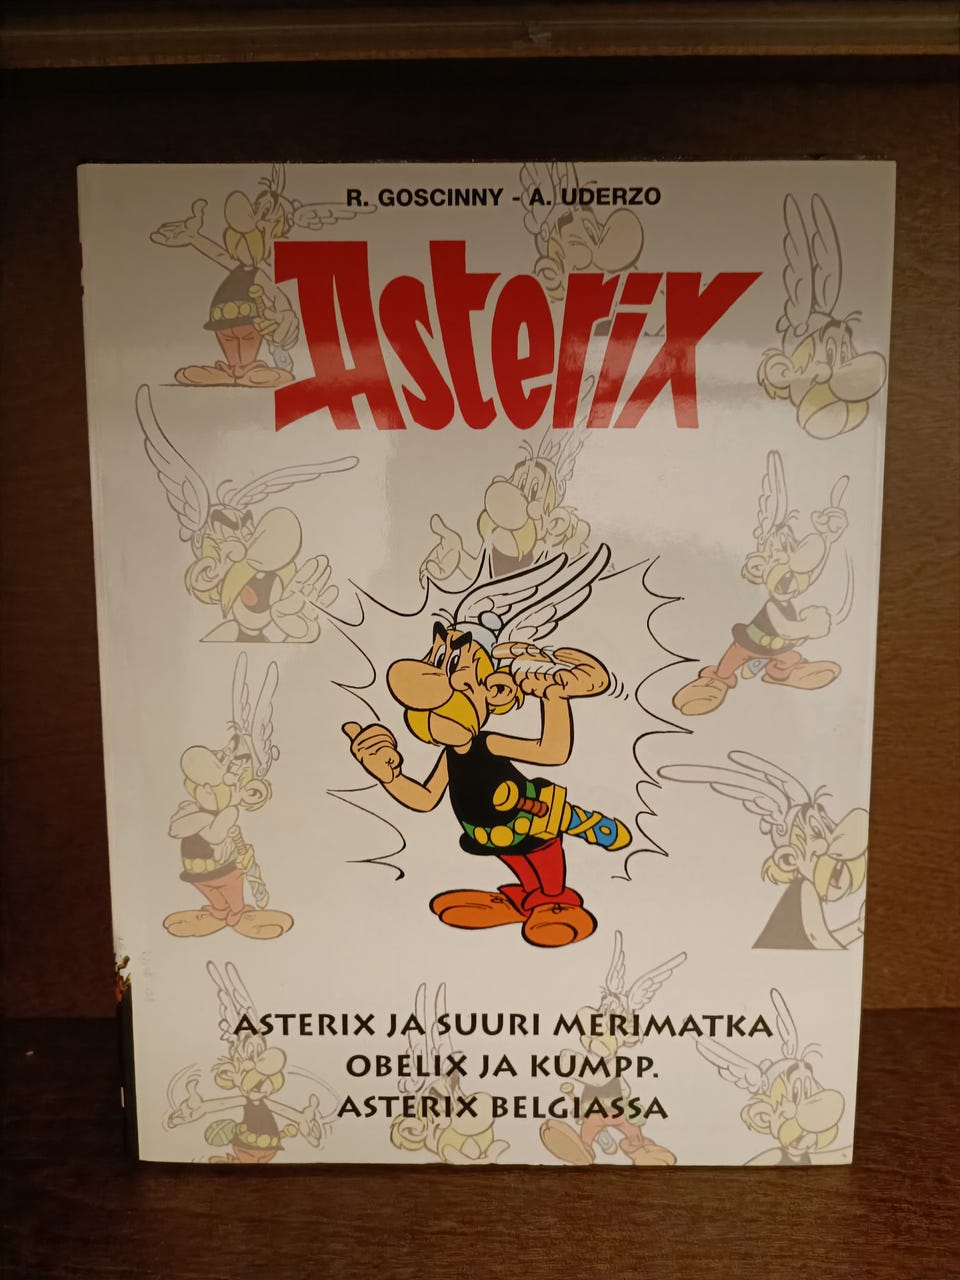 R. GOSCINNY - A. UDERZO
Asterix
ASTERIX JA SUURI MERIMATKA
OBELIX JA KUMPP.
ASTERIX BELGIASSA